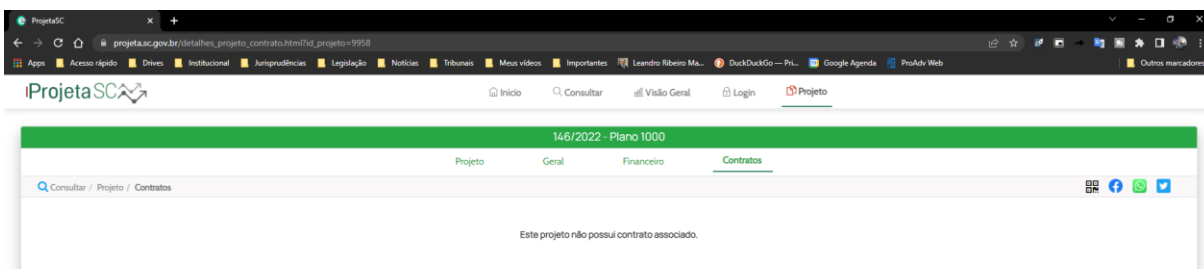 ProjetaSC
projeta.sc.gov.br/detalhes_projeto_contrato.html?id_projeto=9958
Apps Acesso rápido Drives Institucional Jurisprudências Legislação Notícias Tribunais Meus vídeos Importantes Leandro Ribeiro Ma... DuckDuckGo — Pri... Google Agenda ProAdv Web Outros marcadores
ProjetaSC Inicio Consultar Visão Geral Login Projeto
146/2022 - Plano 1000
Projeto Geral Financeiro Contratos
Consultar / Projeto / Contratos
Este projeto não possui contrato associado.